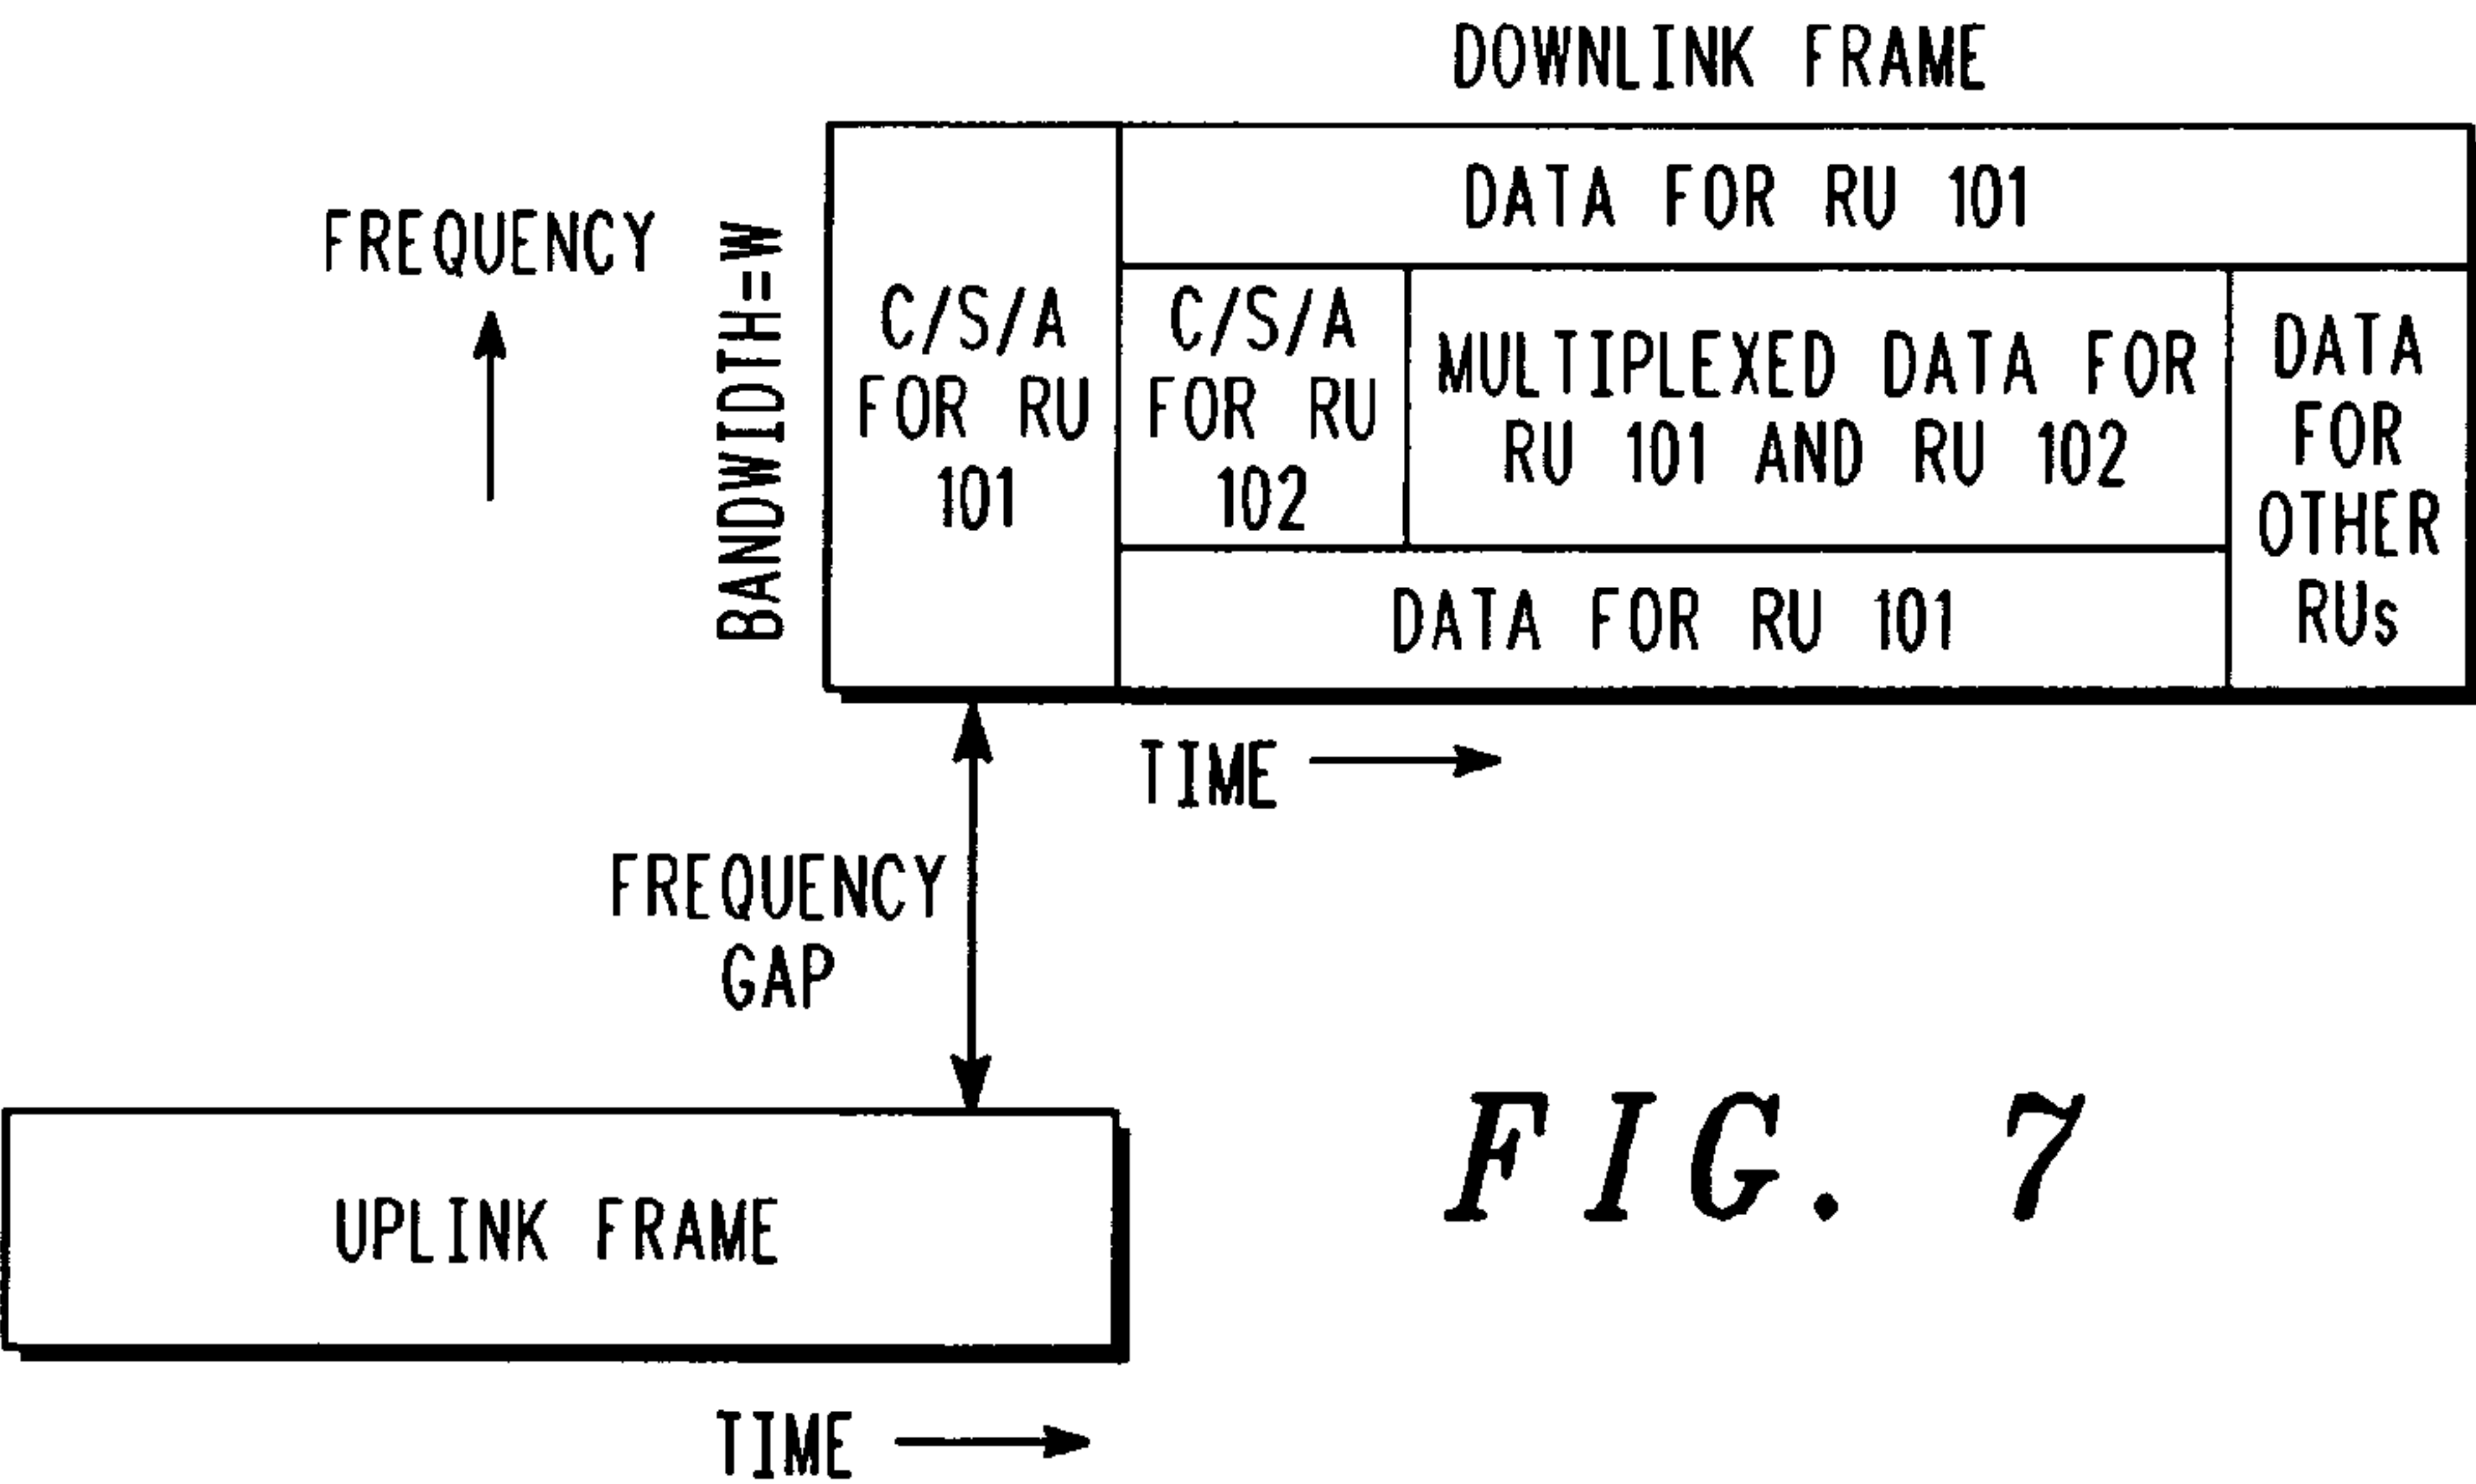 DOWNLINK FRAME
FREQUENCY
BANDWIDTH=W
C/S/A
FOR RU
101
DATA FOR RU 101
C/S/A
FOR RU
102
MULTIPLEXED DATA FOR
RU 101 AND RU 102
DATA
FOR
OTHER
RUs
DATA FOR RU 101
TIME
FREQUENCY
GAP
UPLINK FRAME
TIME
FIG. 7